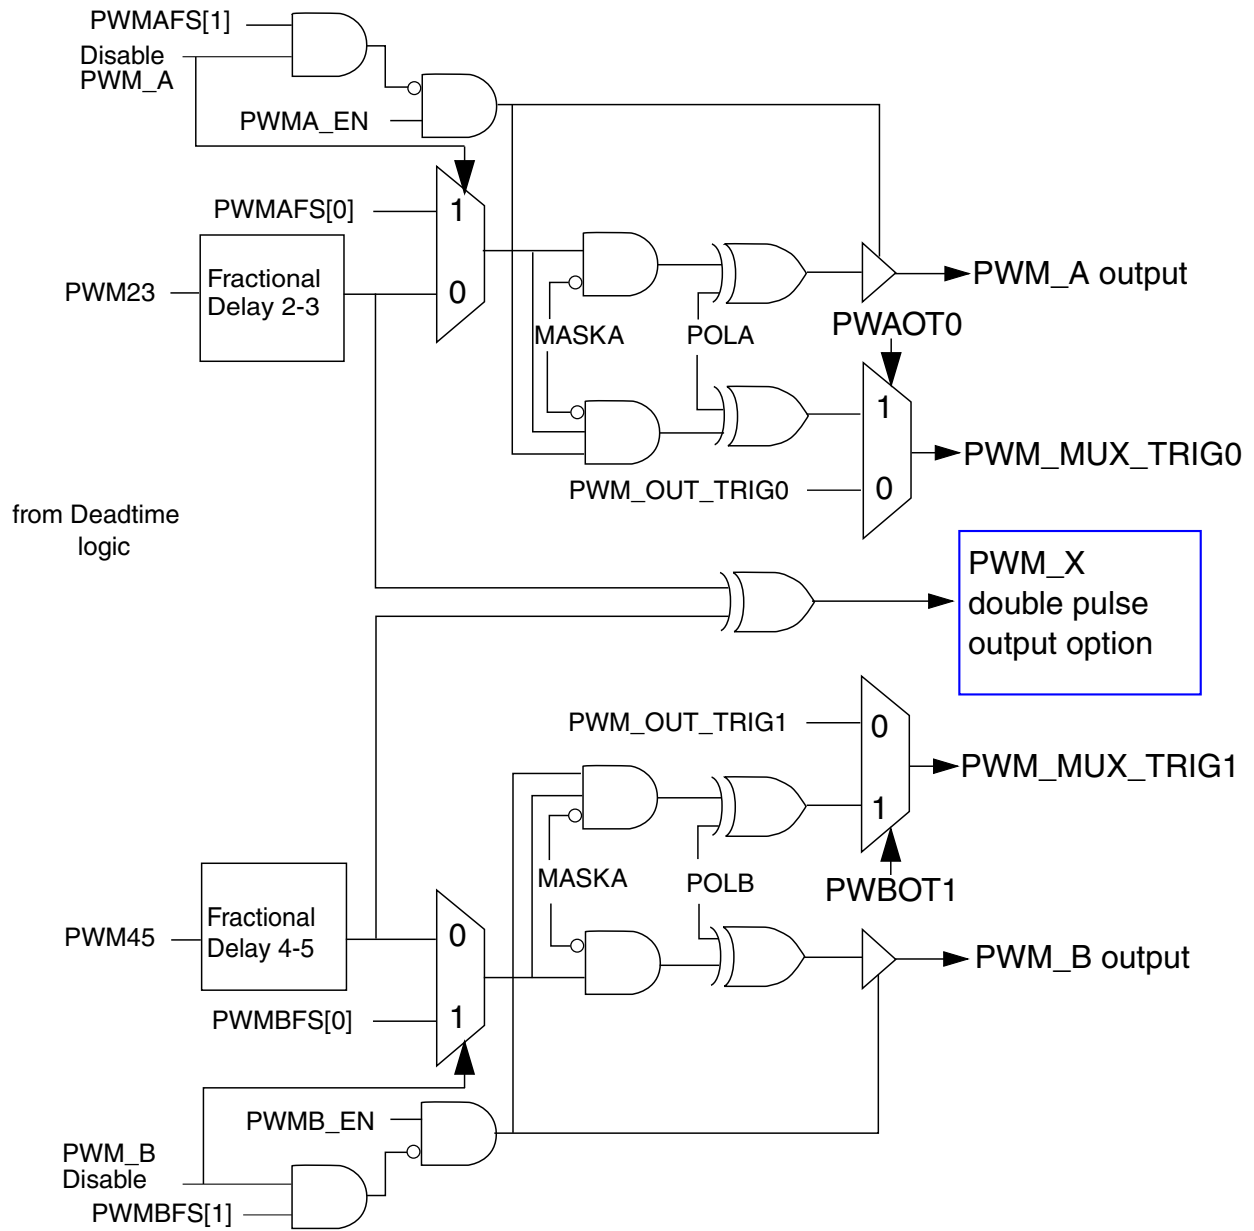 PWMAFS[1]
Disable
PWM_A
PWMA_EN
PWMAFS[0]
1
0
PWM23
Fractional
Delay 2-3
PWM_A output
MASKA
POLA
PWAOT0
1
0
PWM_MUX_TRIG0
PWM_OUT_TRIG0
from Deadtime
logic
PWM_X
double pulse
output option
PWM_OUT_TRIG1
0
1
PWM_MUX_TRIG1
MASKA
POLB
PWBOT1
PWM45
Fractional
Delay 4-5
0
1
PWM_B output
PWMBFS[0]
PWMB_EN
PWM_B
Disable
PWMBFS[1]